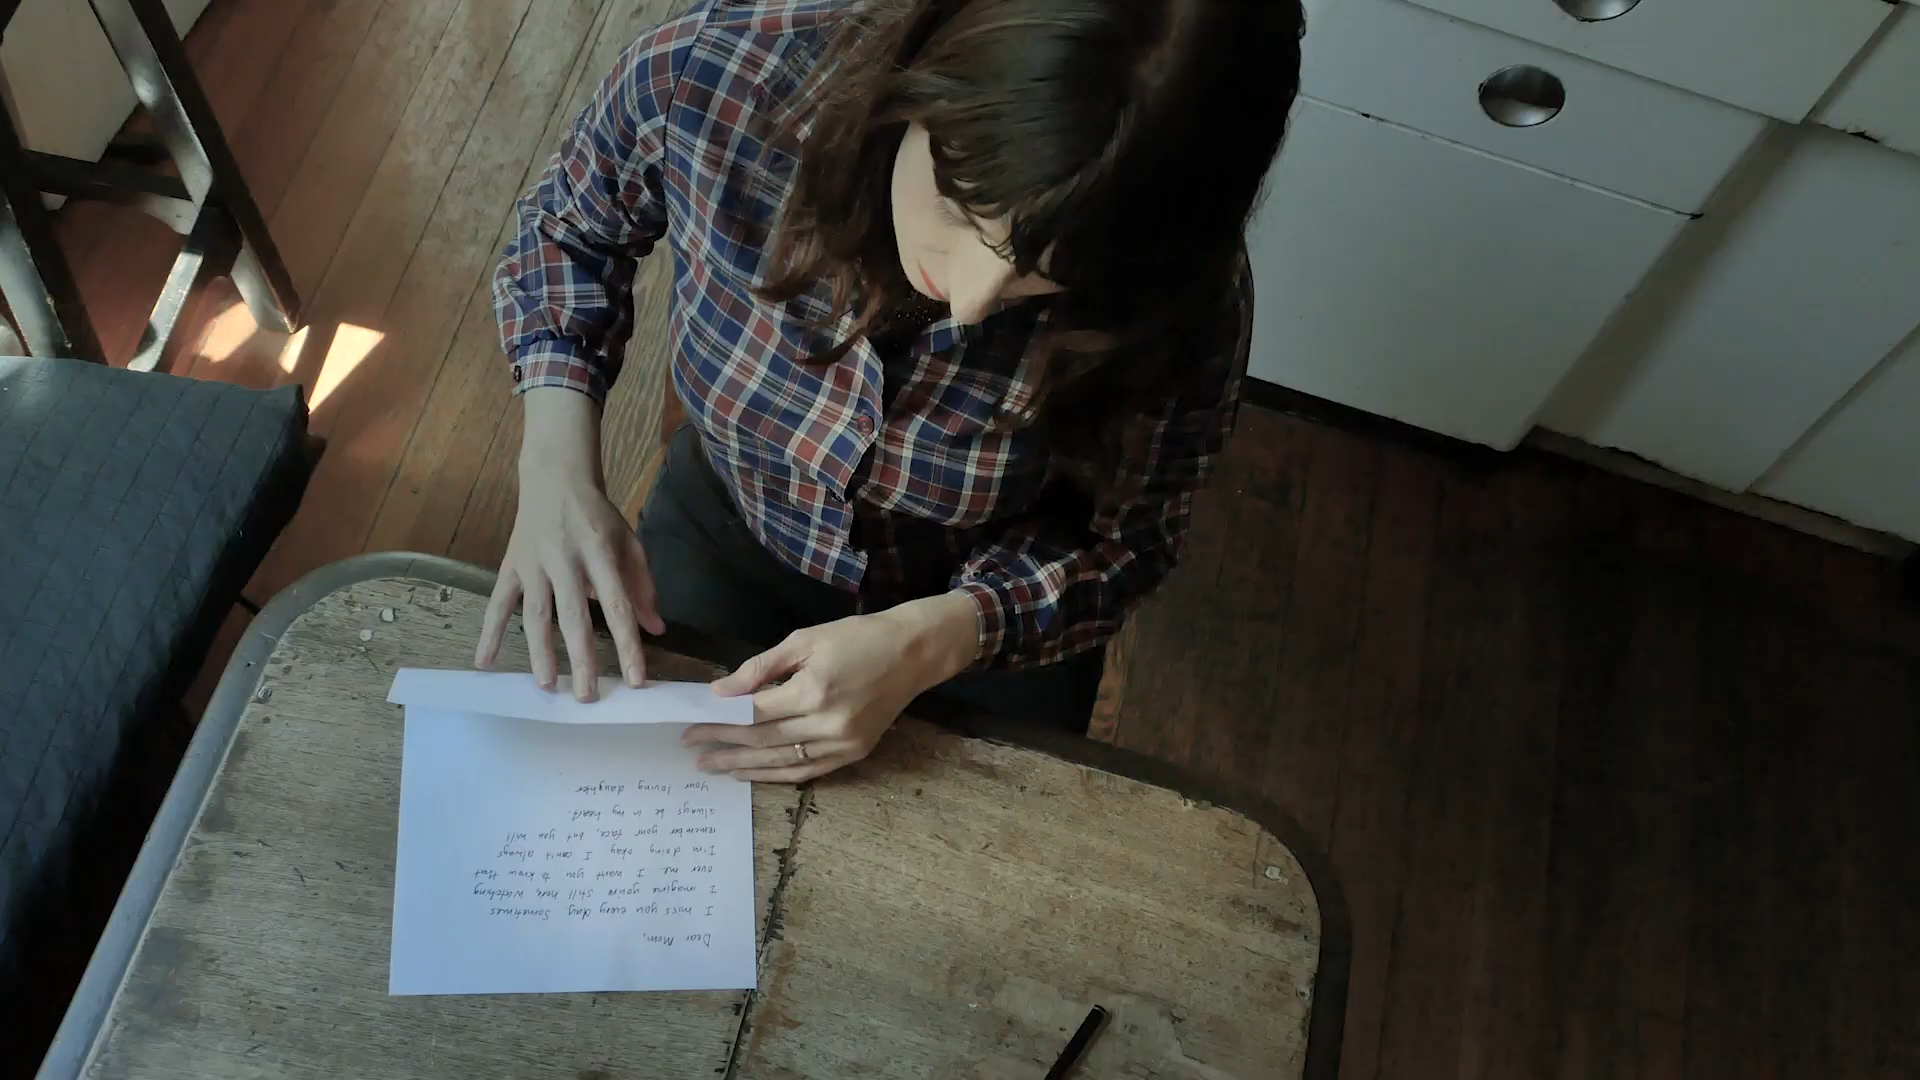 Dear Mom,
I miss you every day. Sometimes
I imagine you're still here, watching
over me. I want you to know that
I'm doing okay. I can't always
remember your face, but you will
always be in my heart.
Your loving daughter